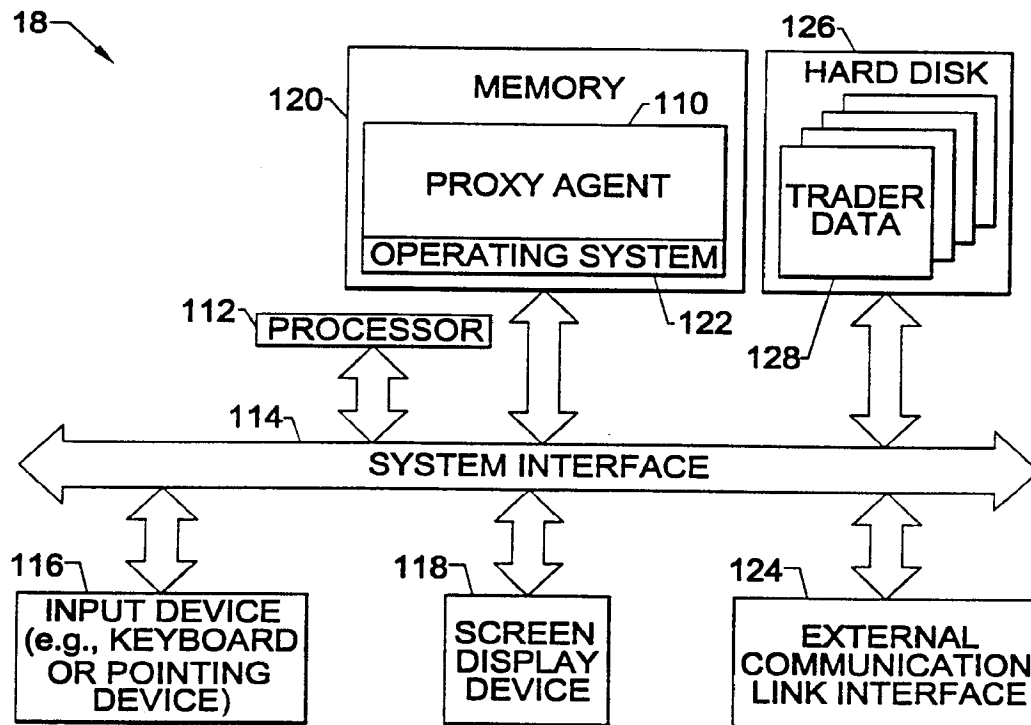 18
126
HARD DISK
MEMORY
120
110
PROXY AGENT
TRADER
DATA
OPERATING SYSTEM
112
PROCESSOR
122
128
114
SYSTEM INTERFACE
116
118
124
INPUT DEVICE
(e.g., KEYBOARD
OR POINTING
DEVICE)
SCREEN
DISPLAY
DEVICE
EXTERNAL
COMMUNICATION
LINK INTERFACE